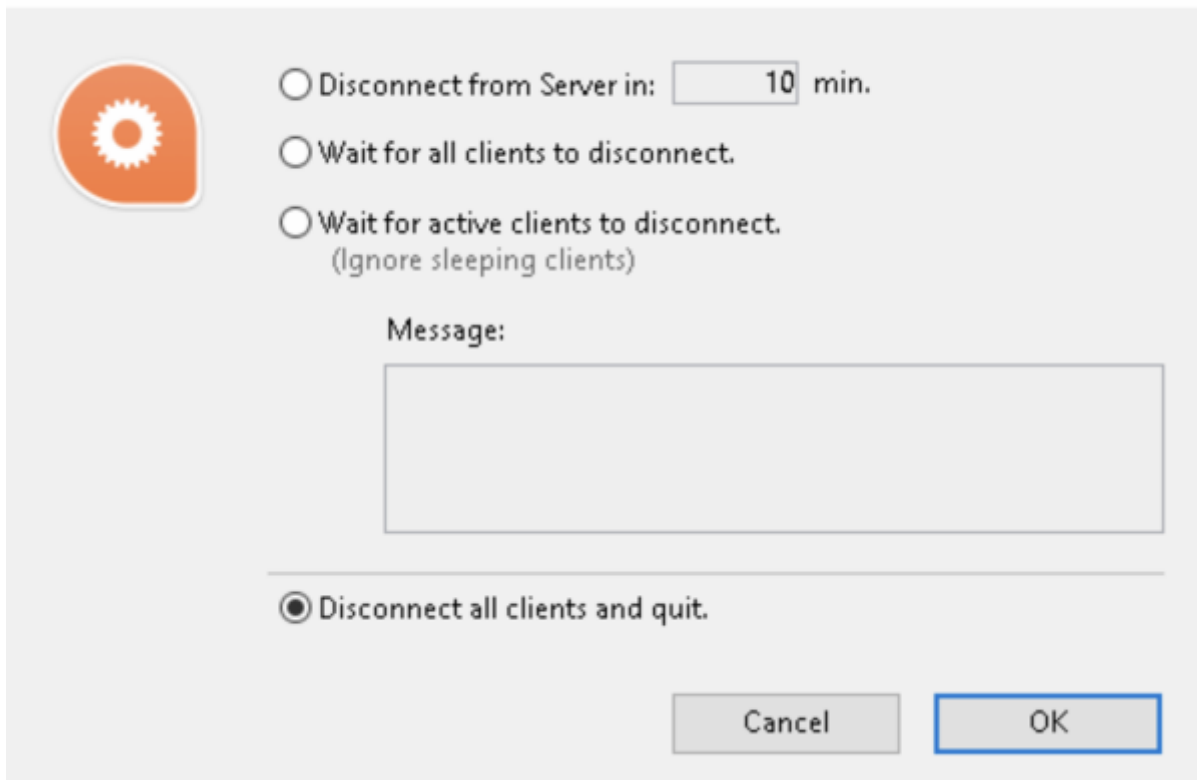 Disconnect from Server in: 10 min.
Wait for all clients to disconnect.
Wait for active clients to disconnect.
(Ignore sleeping clients)
Message:
Disconnect all clients and quit.
Cancel OK